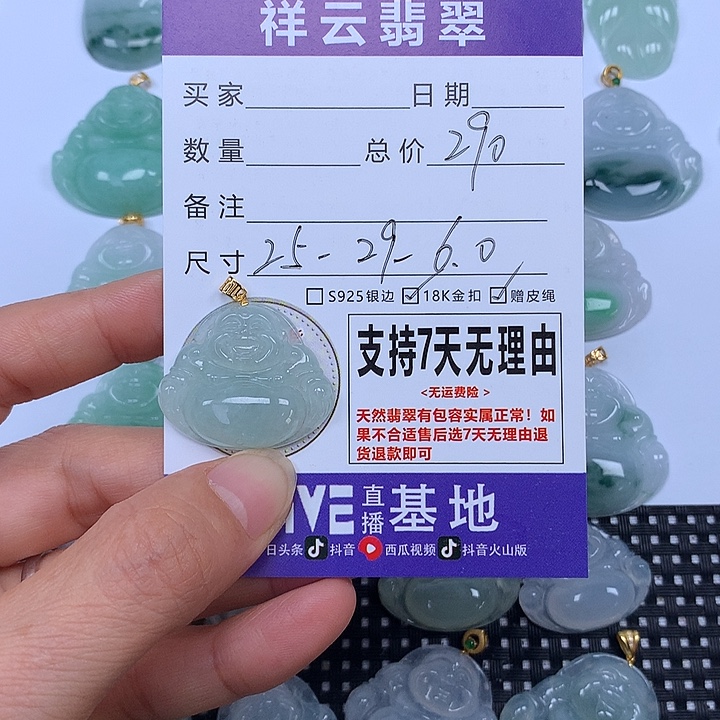 祥云翡翠
买家 日期
数量 总价 290
备注
尺寸 25-29-6.0
S925银边 18K金扣 赠皮绳
支持7天无理由
<无运费险>
天然翡翠有包容实属正常！如
果不合适售后选7天无理由退
货退款即可
IVE 直播 基地
日头条 抖音 西瓜视频 抖音火山版